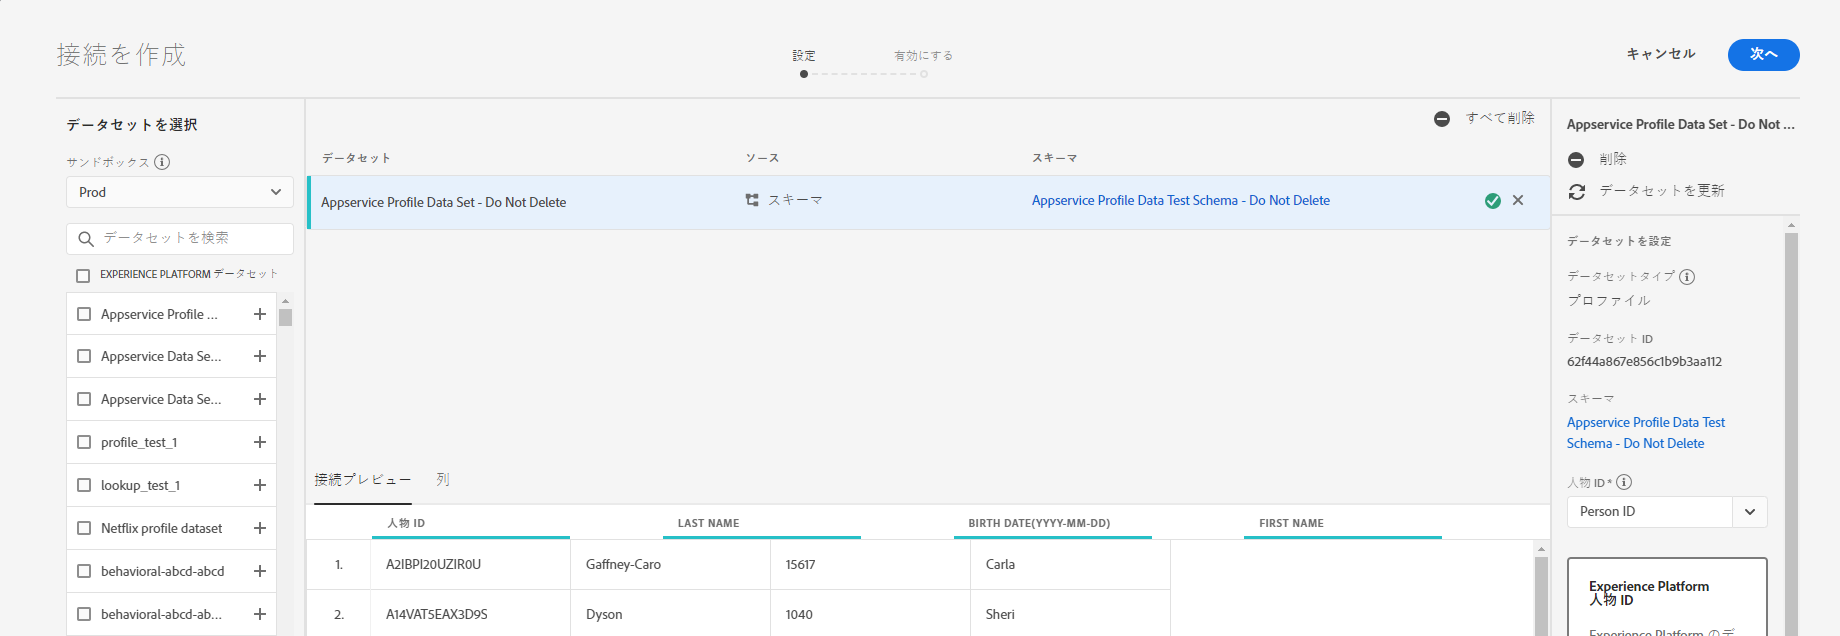 接続を作成
設定
有効にする
キャンセル
次へ
データセットを選択
サンドボックス
Prod
データセットを検索
EXPERIENCE PLATFORM データセット
Appservice Profile ...
Appservice Data Se...
Appservice Data Se...
profile_test_1
lookup_test_1
Netflix profile dataset
behavioral-abcd-abcd
behavioral-abcd-ab...
すべて削除
データセット ソース スキーマ
Appservice Profile Data Set - Do Not Delete スキーマ Appservice Profile Data Test Schema - Do Not Delete
接続プレビュー 列
人物 ID LAST NAME BIRTH DATE(YYYY-MM-DD) FIRST NAME
1. A2IBPI20UZIR0U Gaffney-Caro 15617 Carla
2. A14VAT5EAX3D9S Dyson 1040 Sheri
Appservice Profile Data Set - Do Not ...
削除
データセットを更新
データセットを設定
データセットタイプ
プロファイル
データセット ID
62f44a867e856c1b9b3aa112
スキーマ
Appservice Profile Data Test
Schema - Do Not Delete
人物 ID *
Person ID
Experience Platform
人物 ID
Experience Platform のデ